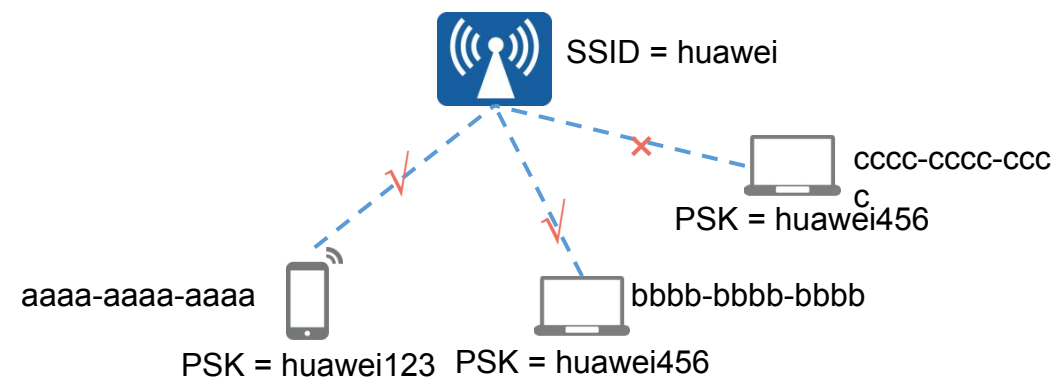 SSID = huawei
cccc-cccc-ccc
c
PSK = huawei456
aaaa-aaaa-aaaa
bbbb-bbbb-bbbb
PSK = huawei123
PSK = huawei456